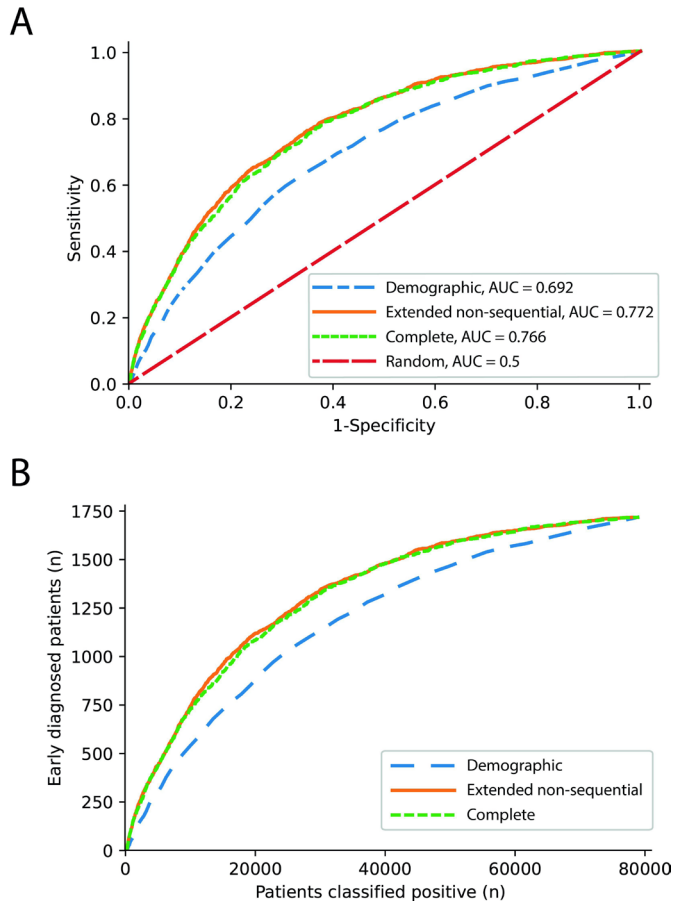 A
1.0
0.8
0.6
0.4
0.2
0.0
Sensitivity
Demographic, AUC = 0.692
Extended non-sequential, AUC = 0.772
Complete, AUC = 0.766
Random, AUC = 0.5
0.0 0.2 0.4 0.6 0.8 1.0
1-Specificity
B
1750
1500
1250
1000
750
500
250
0
Early diagnosed patients (n)
Demographic
Extended non-sequential
Complete
0 20000 40000 60000 80000
Patients classified positive (n)